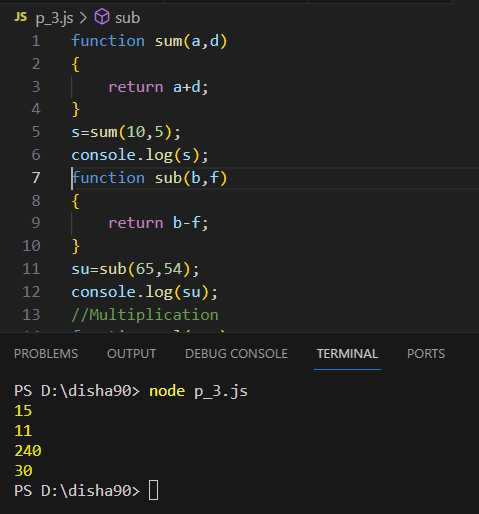 JS p_3.js > sub
1 function sum(a,d)
2 {
3 return a+d;
4 }
5 s=sum(10,5);
6 console.log(s);
7 function sub(b,f)
8 {
9 return b-f;
10 }
11 su=sub(65,54);
12 console.log(su);
13 //Multiplication
PROBLEMS OUTPUT DEBUG CONSOLE TERMINAL PORTS
PS D:\disha90> node p_3.js
15
11
240
30
PS D:\disha90>